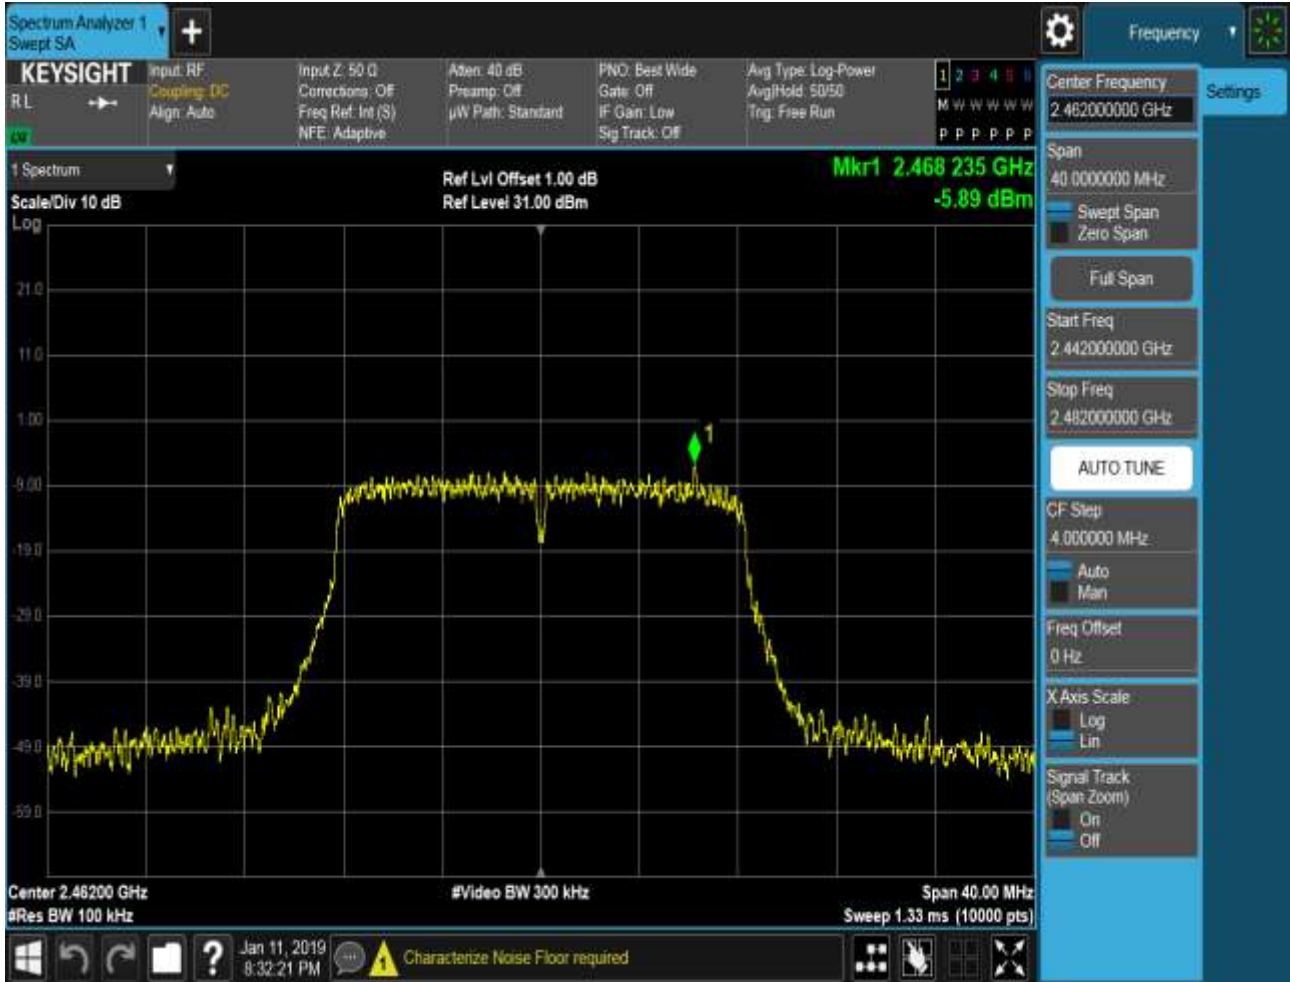 Spectrum Analyzer 1
Swept SA
+
Frequency
KEYSIGHT
RL
Input: RF
Coupling: DC
Align: Auto
Input Z: 50 Ω
Corrections: Off
Freq Ref: Int (S)
NFE: Adaptive
Atten: 40 dB
Preamp: Off
µW Path: Standard
PNO: Best Wide
Gate: Off
IF Gain: Low
Sig Track: Off
Avg Type: Log-Power
Avg|Hold: 50/50
Trig: Free Run
1 2 3 4 5 6
M W W W W W
P P P P P P
1 Spectrum
Scale/Div 10 dB
Log
Ref Lvl Offset 1.00 dB
Ref Level 31.00 dBm
Mkr1 2.468 235 GHz
-5.89 dBm
21.0
11.0
1.00
-9.00
-19.0
-29.0
-39.0
-49.0
-59.0
1
Center 2.46200 GHz
#Res BW 100 kHz
#Video BW 300 kHz
Span 40.00 MHz
Sweep 1.33 ms (10000 pts)
Center Frequency
2.462000000 GHz
Settings
Span
40.0000000 MHz
Swept Span
Zero Span
Full Span
Start Freq
2.442000000 GHz
Stop Freq
2.482000000 GHz
AUTO TUNE
CF Step
4.000000 MHz
Auto
Man
Freq Offset
0 Hz
X Axis Scale
Log
Lin
Signal Track
(Span Zoom)
On
Off
?
Jan 11, 2019
8:32:21 PM
1
Characterize Noise Floor required